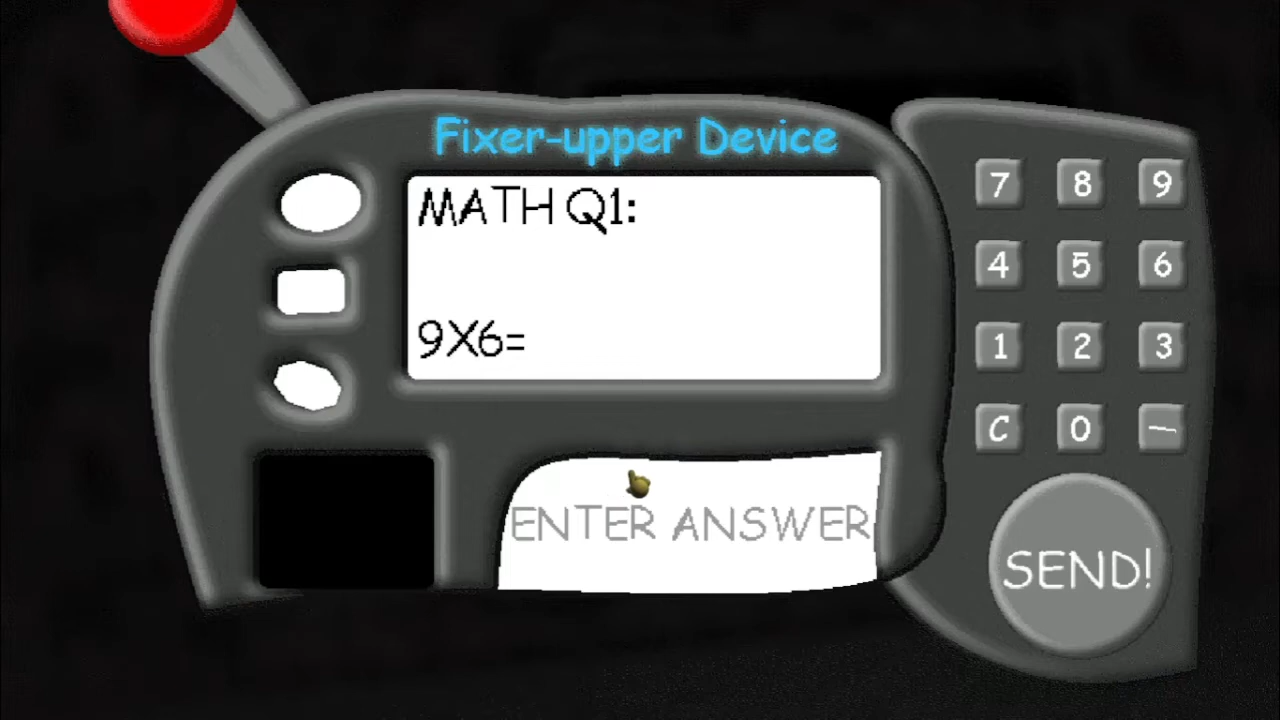 Fixer-upper Device
MATH Q1:
9X6=
ENTER ANSWER
7 8 9
4 5 6
1 2 3
C 0 —
SEND!